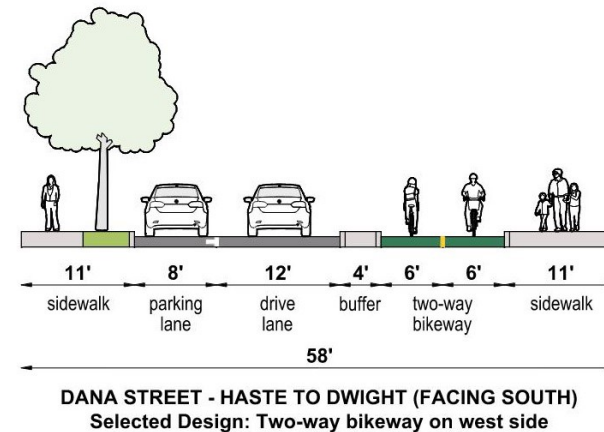 11' 8' 12' 4' 6' 6' 11'
sidewalk parking lane drive lane buffer two-way bikeway sidewalk
58'
DANA STREET - HASTE TO DWIGHT (FACING SOUTH)
Selected Design: Two-way bikeway on west side